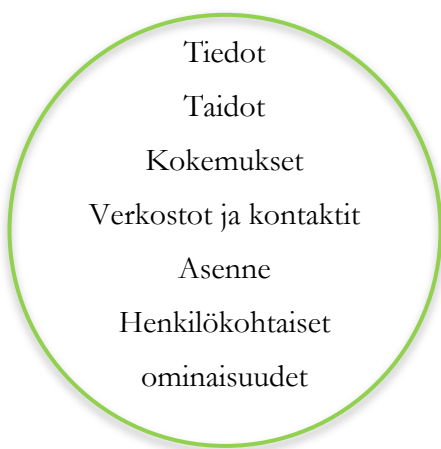 Tiedot
Taidot
Kokemukset
Verkostot ja kontaktit
Asenne
Henkilökohtaiset
ominaisuudet